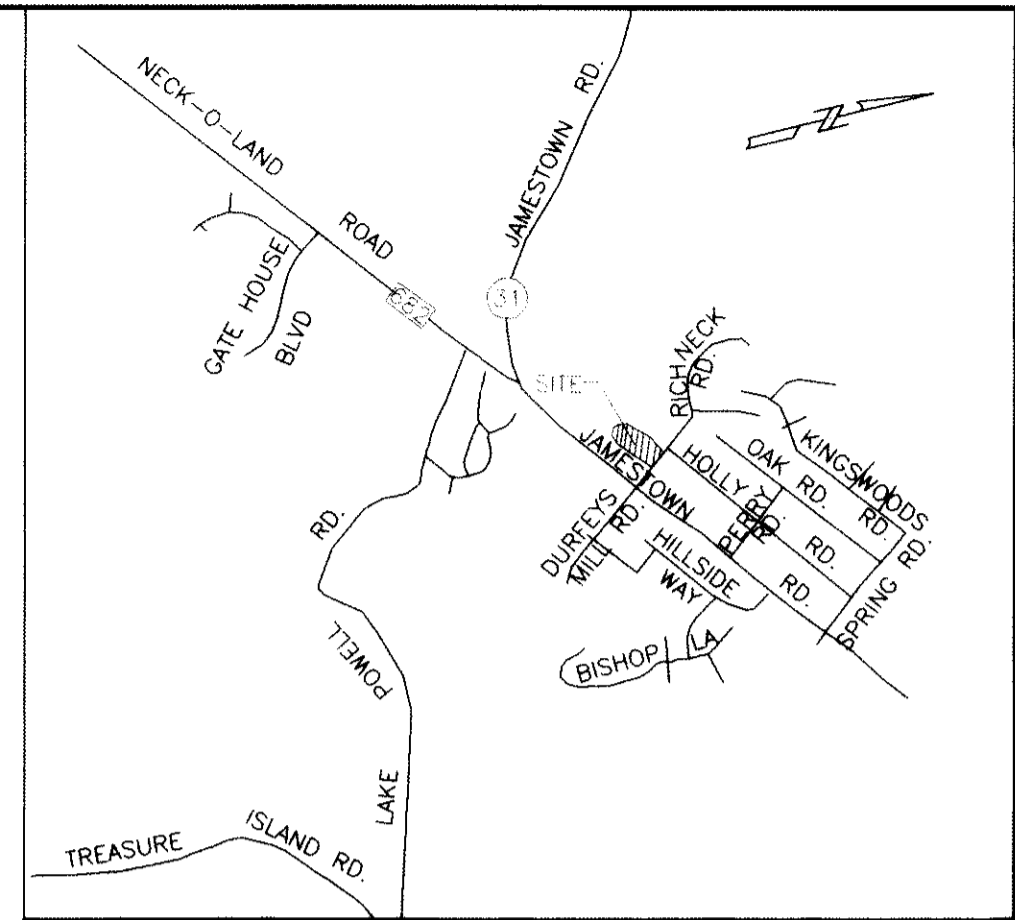 NECK-O-LAND
ROAD
682
JAMESTOWN RD.
31
N
GATE HOUSE
BLVD
SITE
RICH NECK
RD.
JAMESTOWN
RD.
HOLLY
RD.
OAK RD.
KINGSWOODS
RD.
PERRY
RD.
SPRING RD.
DURFEYS
MILL RD.
HILLSIDE
WAY
BISHOP LA
LAKE
POWELL
RD.
TREASURE
ISLAND RD.